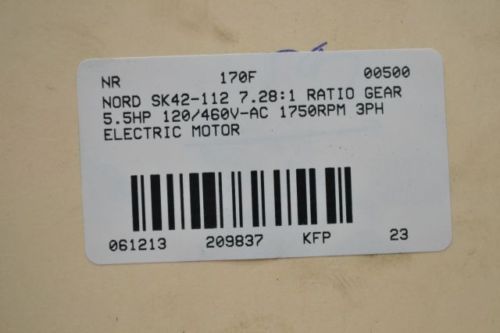 NR 170F 00500
NORD SK42-112 7.28:1 RATIO GEAR
5.5HP 120/460V-AC 1750RPM 3PH
ELECTRIC MOTOR
061213 209837 KFP 23